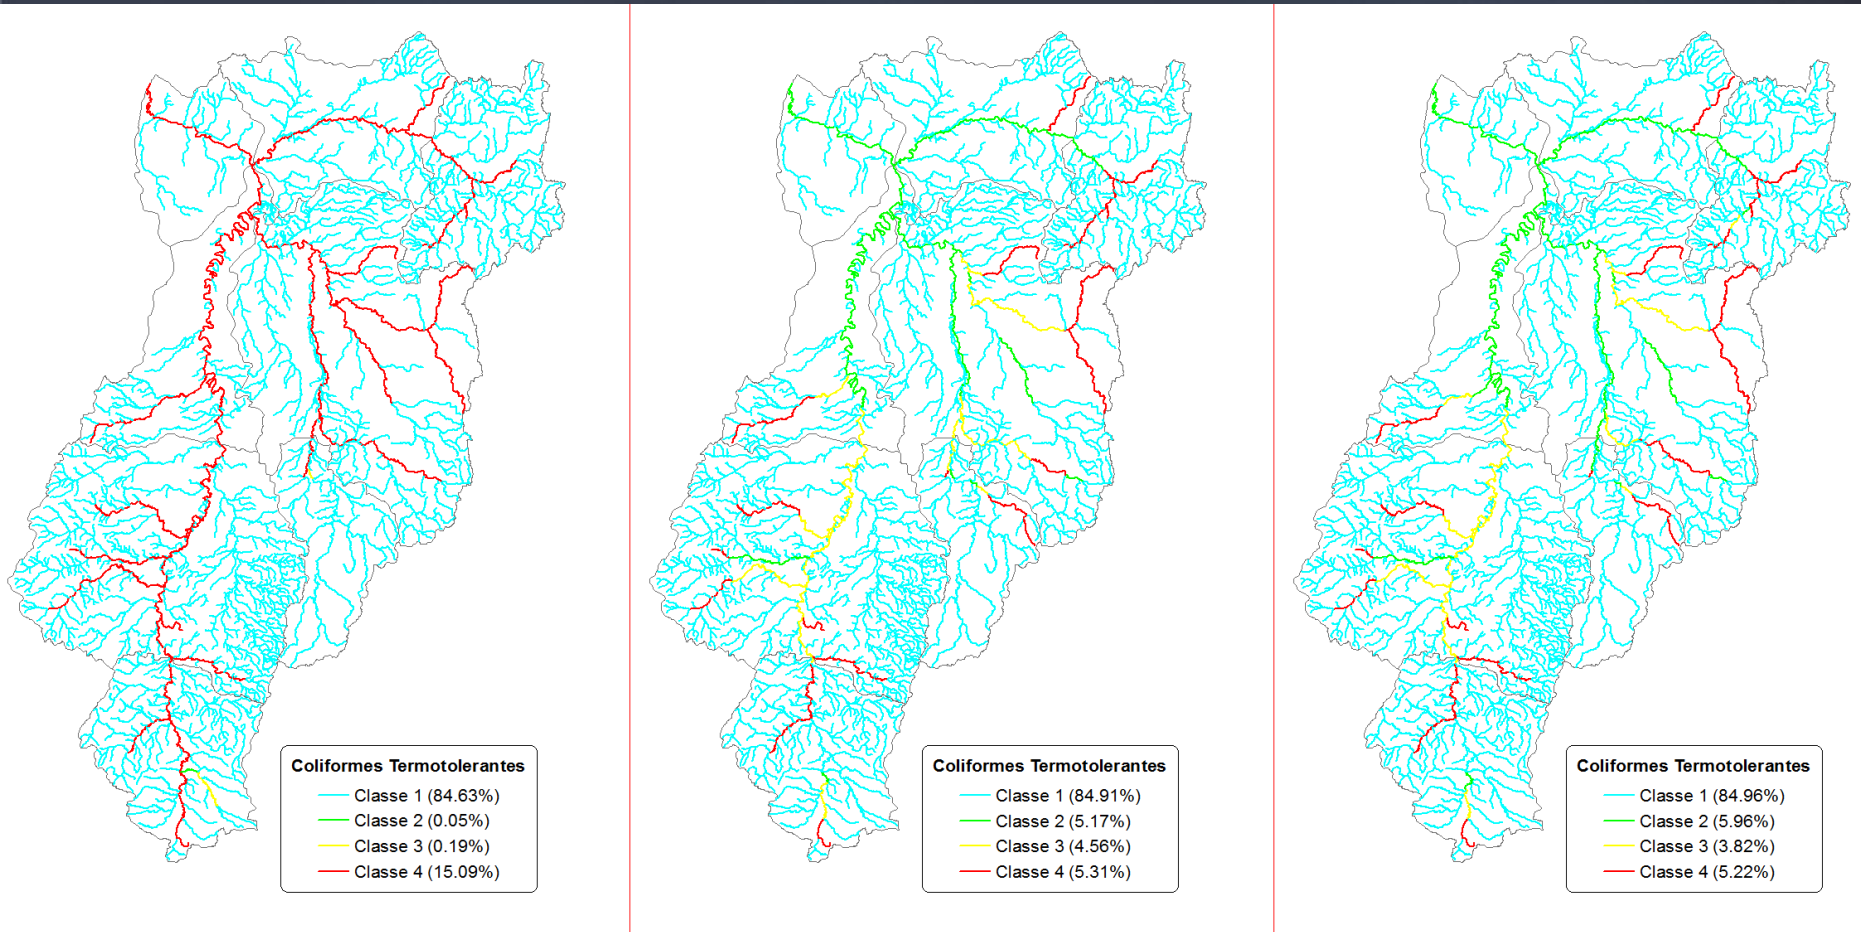 Coliformes Termotolerantes
Classe 1 (84.63%)
Classe 2 (0.05%)
Classe 3 (0.19%)
Classe 4 (15.09%)
Coliformes Termotolerantes
Classe 1 (84.91%)
Classe 2 (5.17%)
Classe 3 (4.56%)
Classe 4 (5.31%)
Coliformes Termotolerantes
Classe 1 (84.96%)
Classe 2 (5.96%)
Classe 3 (3.82%)
Classe 4 (5.22%)